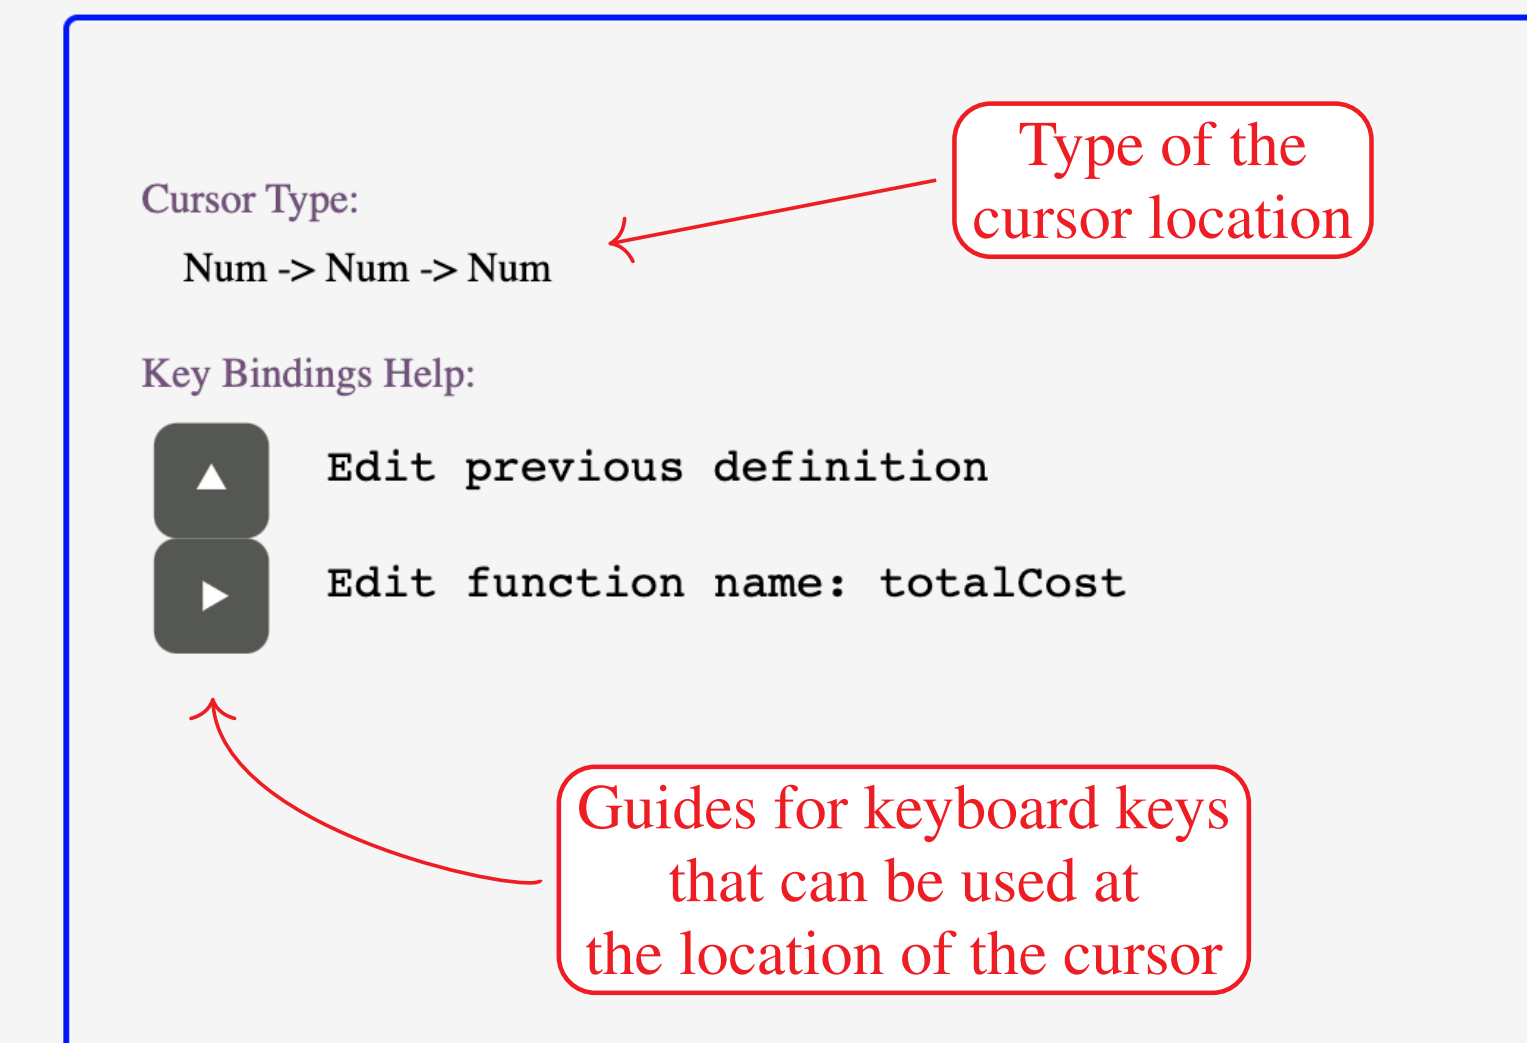 Type of the
cursor location
Cursor Type:
Num -> Num -> Num
Key Bindings Help:
Edit previous definition
Edit function name: totalCost
Guides for keyboard keys
that can be used at
the location of the cursor